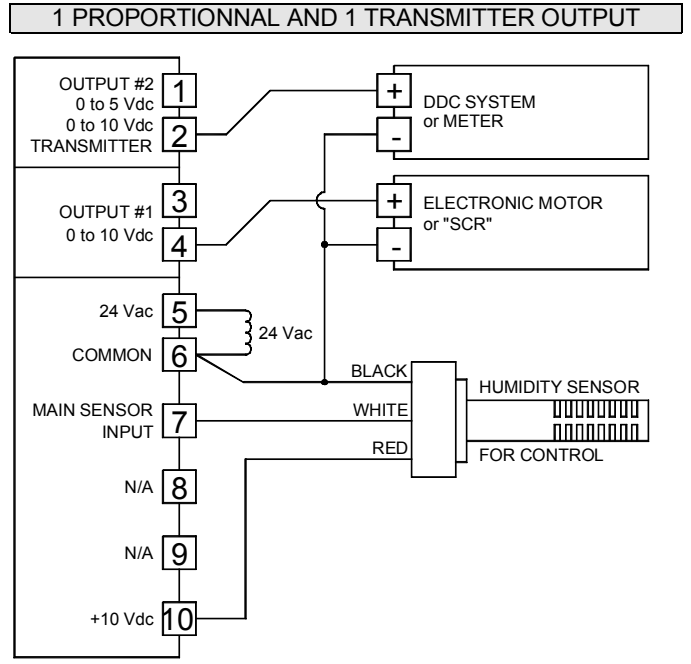 1 PROPORTIONNAL AND 1 TRANSMITTER OUTPUT
OUTPUT #2
0 to 5 Vdc
0 to 10 Vdc
TRANSMITTER
1
2
+
-
DDC SYSTEM
or METER
OUTPUT #1
0 to 10 Vdc
3
4
+
-
ELECTRONIC MOTOR
or "SCR"
24 Vac
5
24 Vac
COMMON
6
BLACK
HUMIDITY SENSOR
MAIN SENSOR
INPUT
7
WHITE
RED
FOR CONTROL
N/A
8
N/A
9
+10 Vdc
10